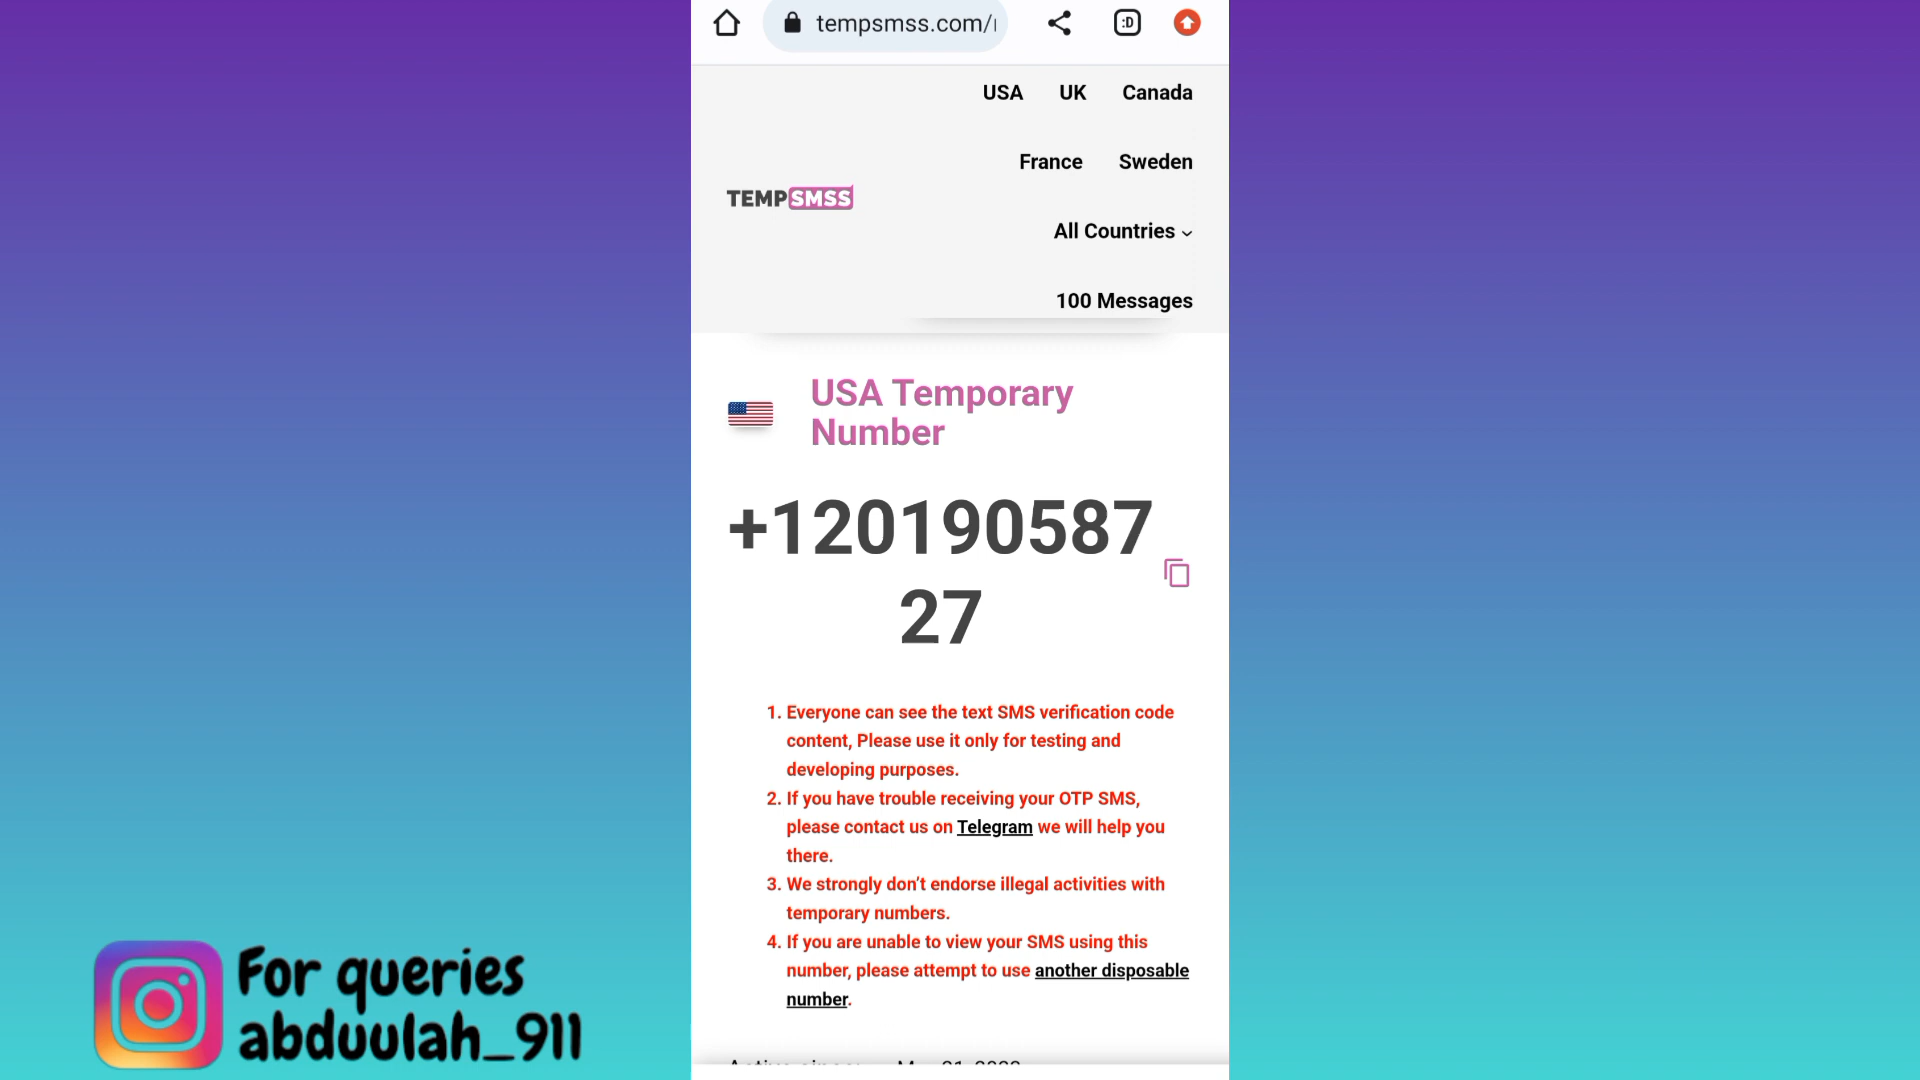 tempsmss.com/
:D
USA UK Canada
France Sweden
TEMPSMSS
All Countries
100 Messages
USA Temporary
Number
+120190587
27
1. Everyone can see the text SMS verification code
content, Please use it only for testing and
developing purposes.
2. If you have trouble receiving your OTP SMS,
please contact us on Telegram we will help you
there.
3. We strongly don't endorse illegal activities with
temporary numbers.
4. If you are unable to view your SMS using this
number, please attempt to use another disposable
number.
For queries
abduulah_911